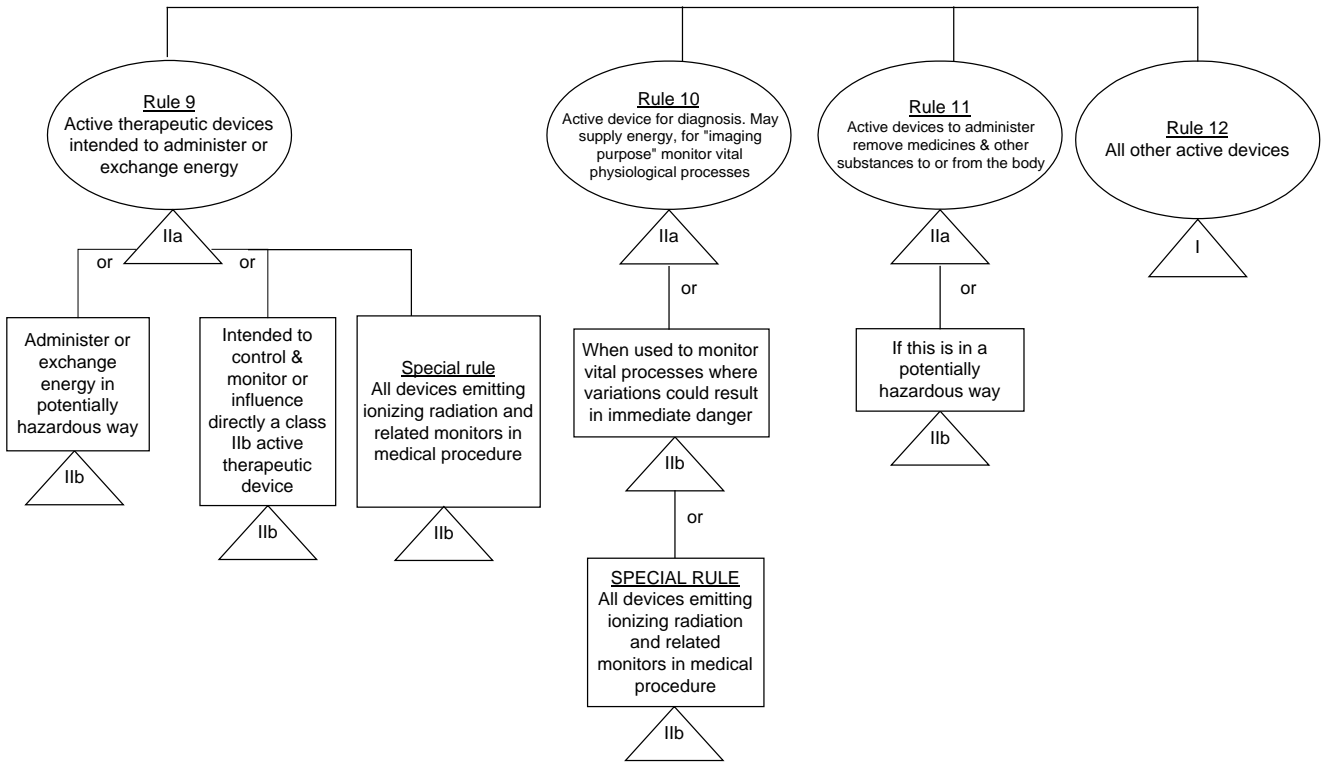 Rule 9
Active therapeutic devices
intended to administer or
exchange energy
IIa
or
or
Administer or
exchange
energy in
potentially
hazardous way
IIb
Intended to
control &
monitor or
influence
directly a class
IIb active
therapeutic
device
IIb
Special rule
All devices emitting
ionizing radiation and
related monitors in
medical procedure
IIb
Rule 10
Active device for diagnosis. May
supply energy, for "imaging
purpose" monitor vital
physiological processes
IIa
or
When used to monitor
vital processes where
variations could result
in immediate danger
IIb
or
SPECIAL RULE
All devices emitting
ionizing radiation
and related
monitors in medical
procedure
IIb
Rule 11
Active devices to administer
remove medicines & other
substances to or from the body
IIa
or
If this is in a
potentially
hazardous way
IIb
Rule 12
All other active devices
I